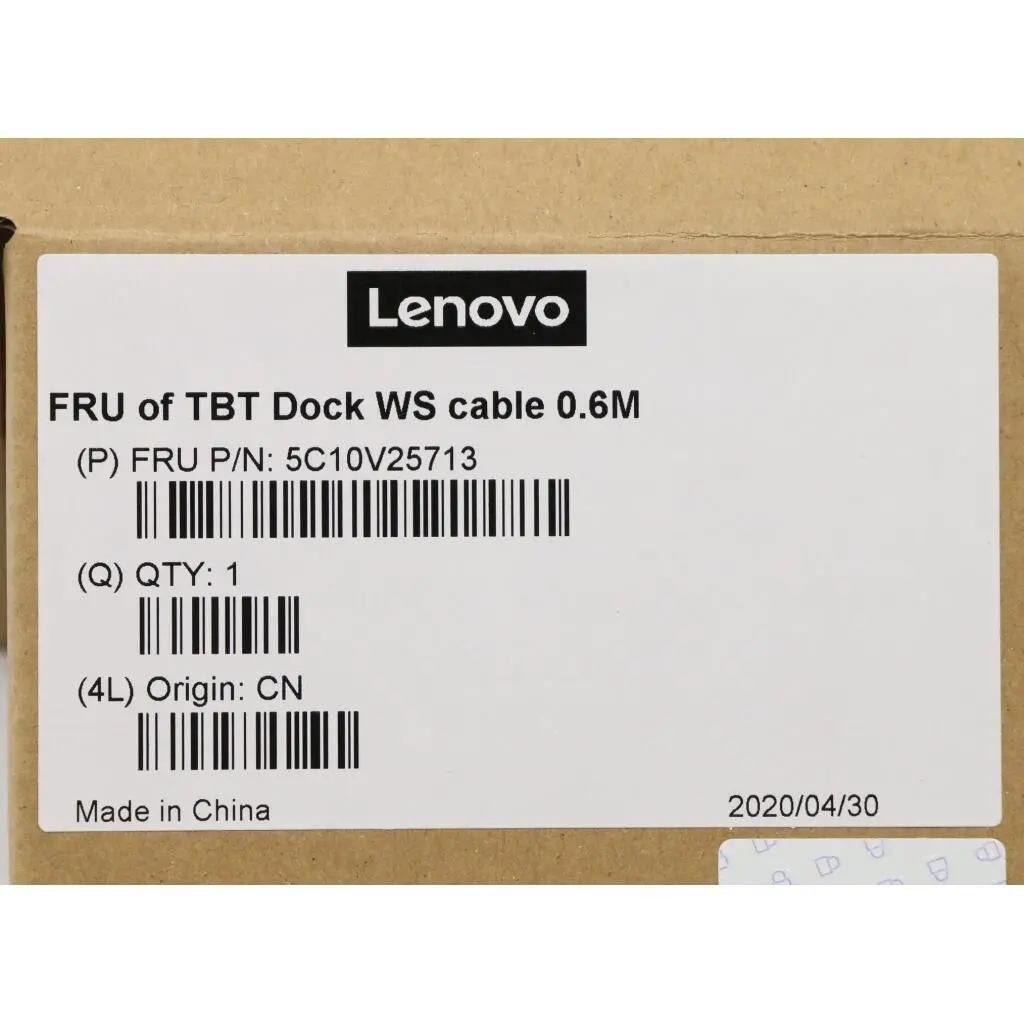 Lenovo
FRU of TBT Dock WS cable 0.6M
(P) FRU P/N: 5C10V25713
(Q) QTY: 1
(4L) Origin: CN
Made in China
2020/04/30